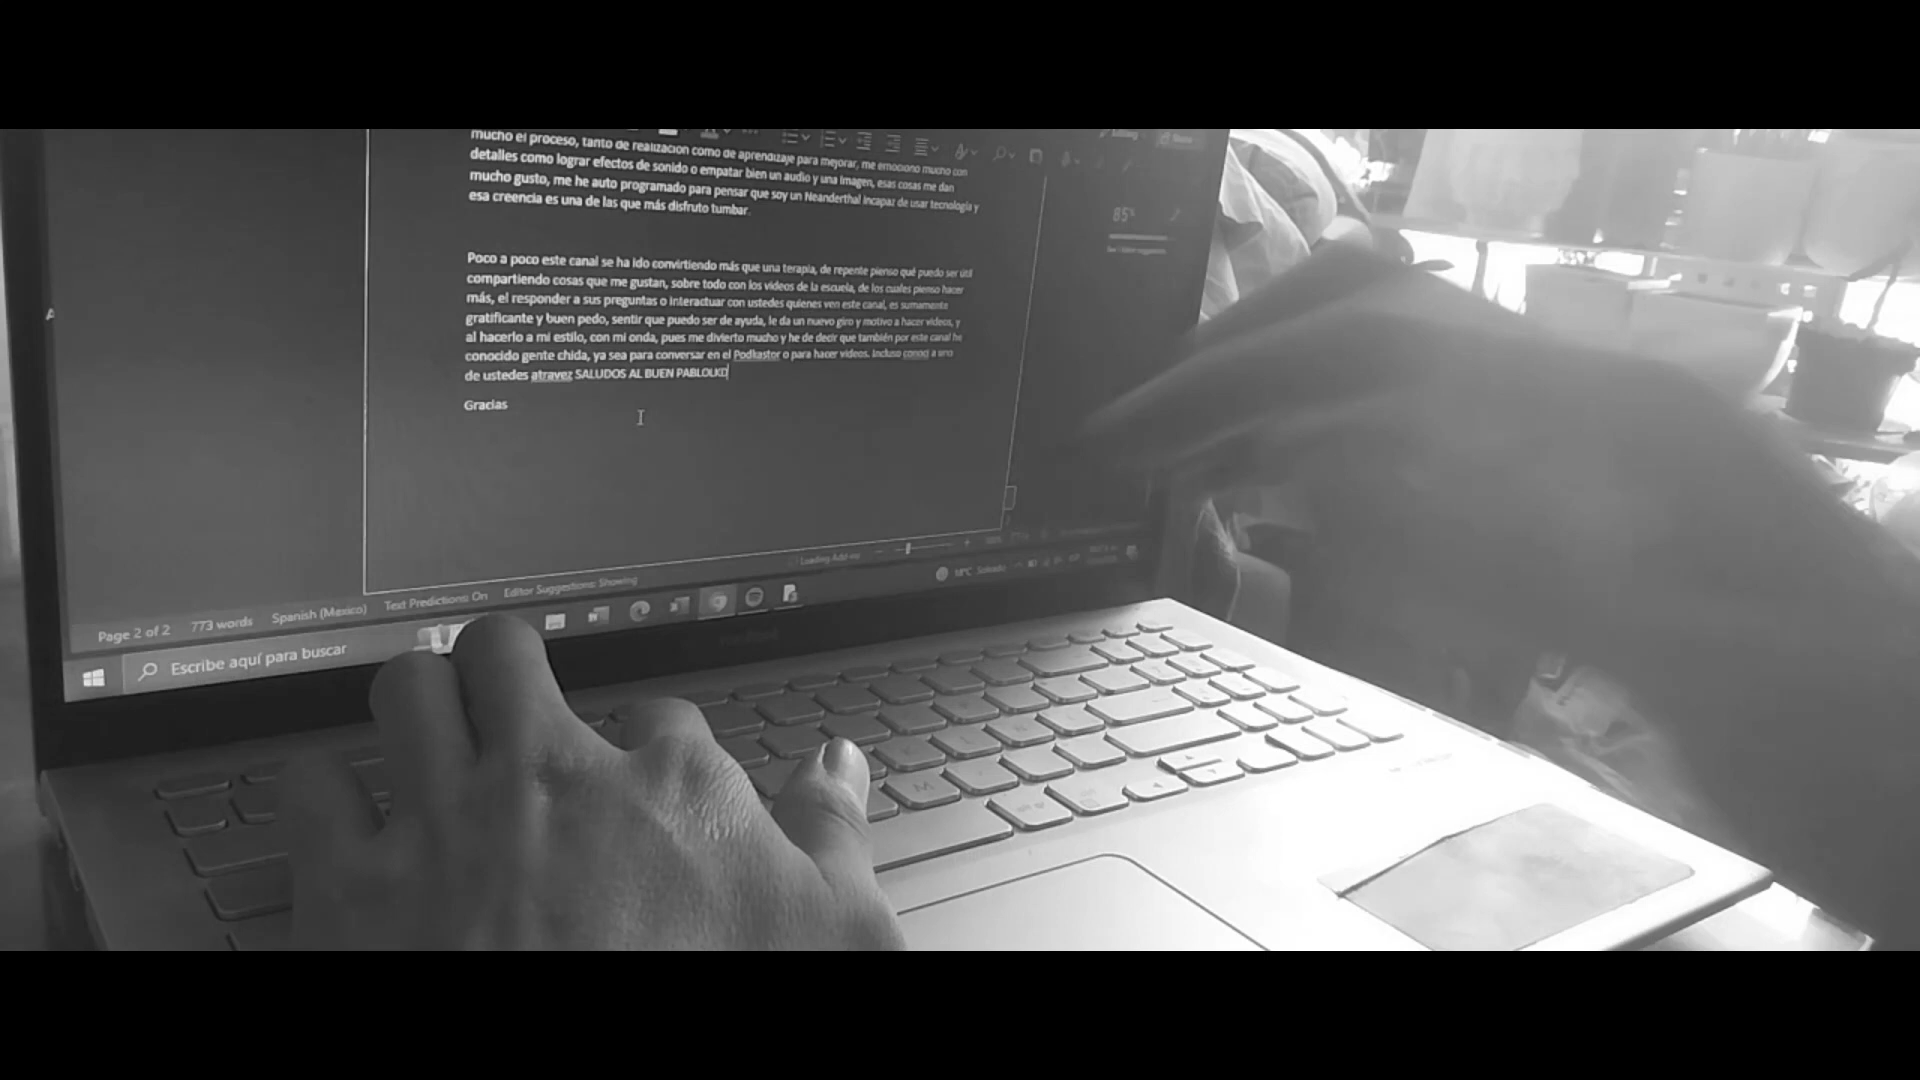 mucho el proceso, tanto de realización como de aprendizaje para mejorar, me emociono mucho con
detalles como lograr efectos de sonido o empatar bien un audio y una imagen, esas cosas me dan
mucho gusto, me he auto programado para pensar que soy un Neanderthal incapaz de usar tecnología y
esa creencia es una de las que más disfruto tumbar.
Poco a poco este canal se ha ido convirtiendo más que una terapia, de repente pienso qué puedo ser útil
compartiendo cosas que me gustan, sobre todo con los videos de la escuela, de los cuales pienso hacer
más, el responder a sus preguntas o interactuar con ustedes quienes ven este canal, es sumamente
gratificante y buen pedo, sentir que puedo ser de ayuda, le da un nuevo giro y motivo a hacer videos, y
al hacerlo a mi estilo, con mi onda, pues me divierto mucho y he de decir que también por este canal he
conocido gente chida, ya sea para conversar en el Podkastor o para hacer videos. Incluso conocí a uno
de ustedes atravez SALUDOS AL BUEN PABLOLKD
Gracias
85%
Loading Add-ins
Page 2 of 2 773 words Spanish (Mexico) Text Predictions: On Editor Suggestions: Showing
Escribe aquí para buscar
18°C Soleado
M